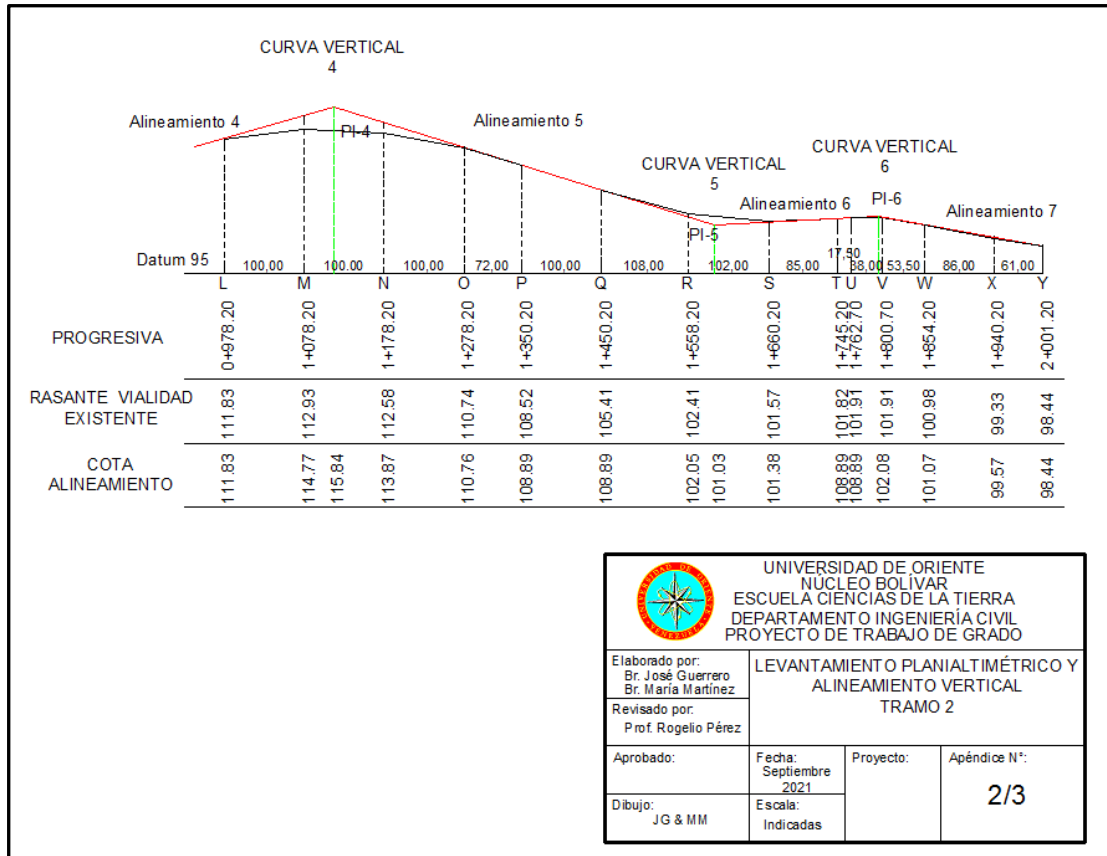 CURVA VERTICAL
4
Alineamiento 4
PI-4
Alineamiento 5
CURVA VERTICAL
5
PI-5
Alineamiento 6
CURVA VERTICAL
6
PI-6
Alineamiento 7
Datum 95
100,00 100.00 100,00 72,00 100,00 108,00 102,00 85,00 17,50 38,00 53,50 86,00 61,00
L M N O P Q R S T U V W X Y
PROGRESIVA
0+978.20 1+078.20 1+178.20 1+278.20 1+350.20 1+450.20 1+558.20 1+660.20 1+745.20 1+762.70 1+800.70 1+854.20 1+940.20 2+001.20
RASANTE VIALIDAD
EXISTENTE
111.83 112.93 112.58 110.74 108.52 105.41 102.41 101.57 101.82 101.91 101.91 100.98 99.33 98.44
COTA
ALINEAMIENTO
111.83 114.77 115.84 113.87 110.76 108.89 108.89 102.05 101.03 101.38 108.89 108.89 102.08 101.07 99.57 98.44
UNIVERSIDAD DE ORIENTE
VENEZUELA
UNIVERSIDAD DE ORIENTE
NÚCLEO BOLÍVAR
ESCUELA CIENCIAS DE LA TIERRA
DEPARTAMENTO INGENIERÍA CIVIL
PROYECTO DE TRABAJO DE GRADO
Elaborado por:
Br. José Guerrero
Br. María Martínez
Revisado por:
Prof. Rogelio Pérez
LEVANTAMIENTO PLANIALTIMÉTRICO Y
ALINEAMIENTO VERTICAL
TRAMO 2
Aprobado:
Fecha:
Septiembre
2021
Proyecto:
Apéndice N°:
2/3
Dibujo:
JG & MM
Escala:
Indicadas